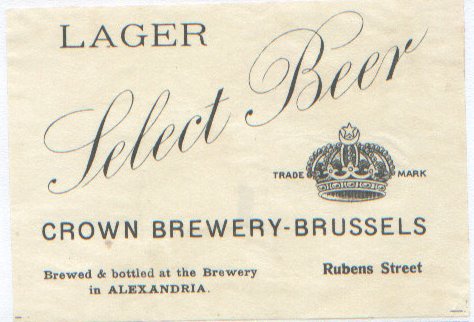 LAGER
Select Beer
TRADE MARK
CROWN BREWERY-BRUSSELS
Brewed & bottled at the Brewery
in ALEXANDRIA.
Rubens Street